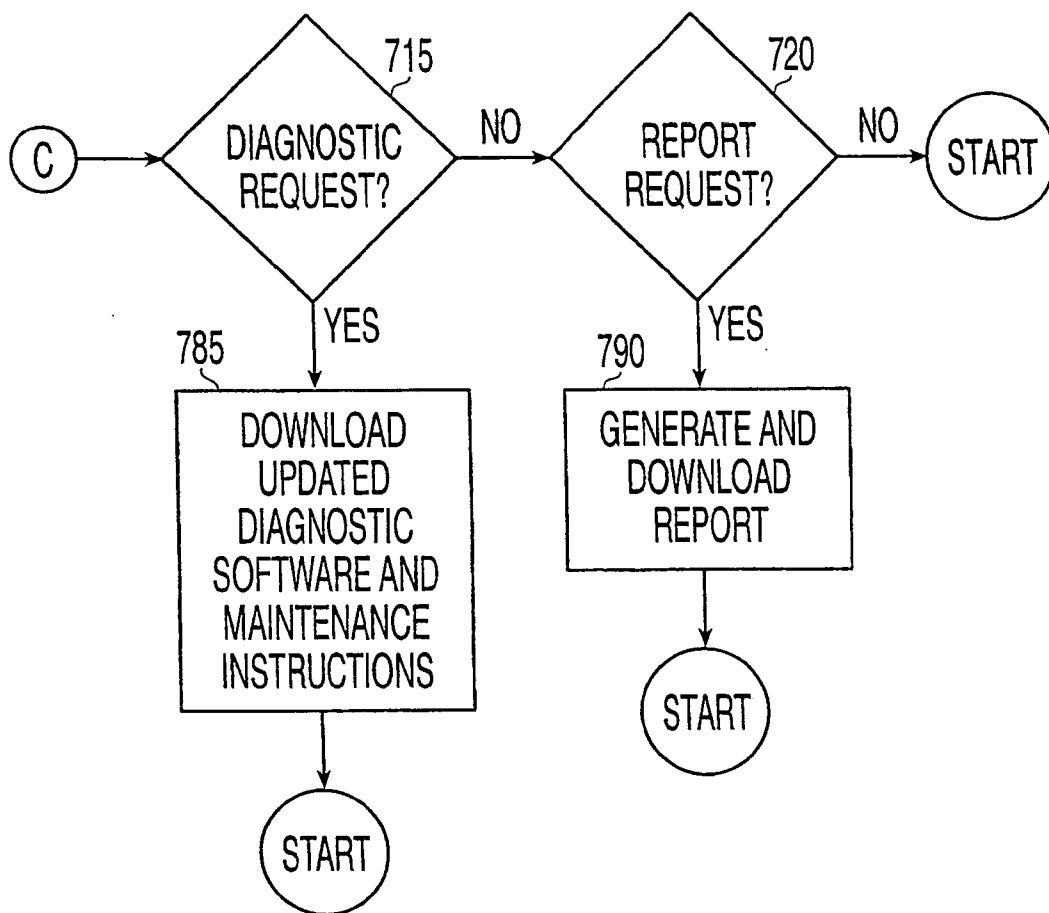 715
720
C
DIAGNOSTIC
REQUEST?
NO
REPORT
REQUEST?
NO
START
YES
YES
785
790
DOWNLOAD
UPDATED
DIAGNOSTIC
SOFTWARE AND
MAINTENANCE
INSTRUCTIONS
GENERATE AND
DOWNLOAD
REPORT
START
START